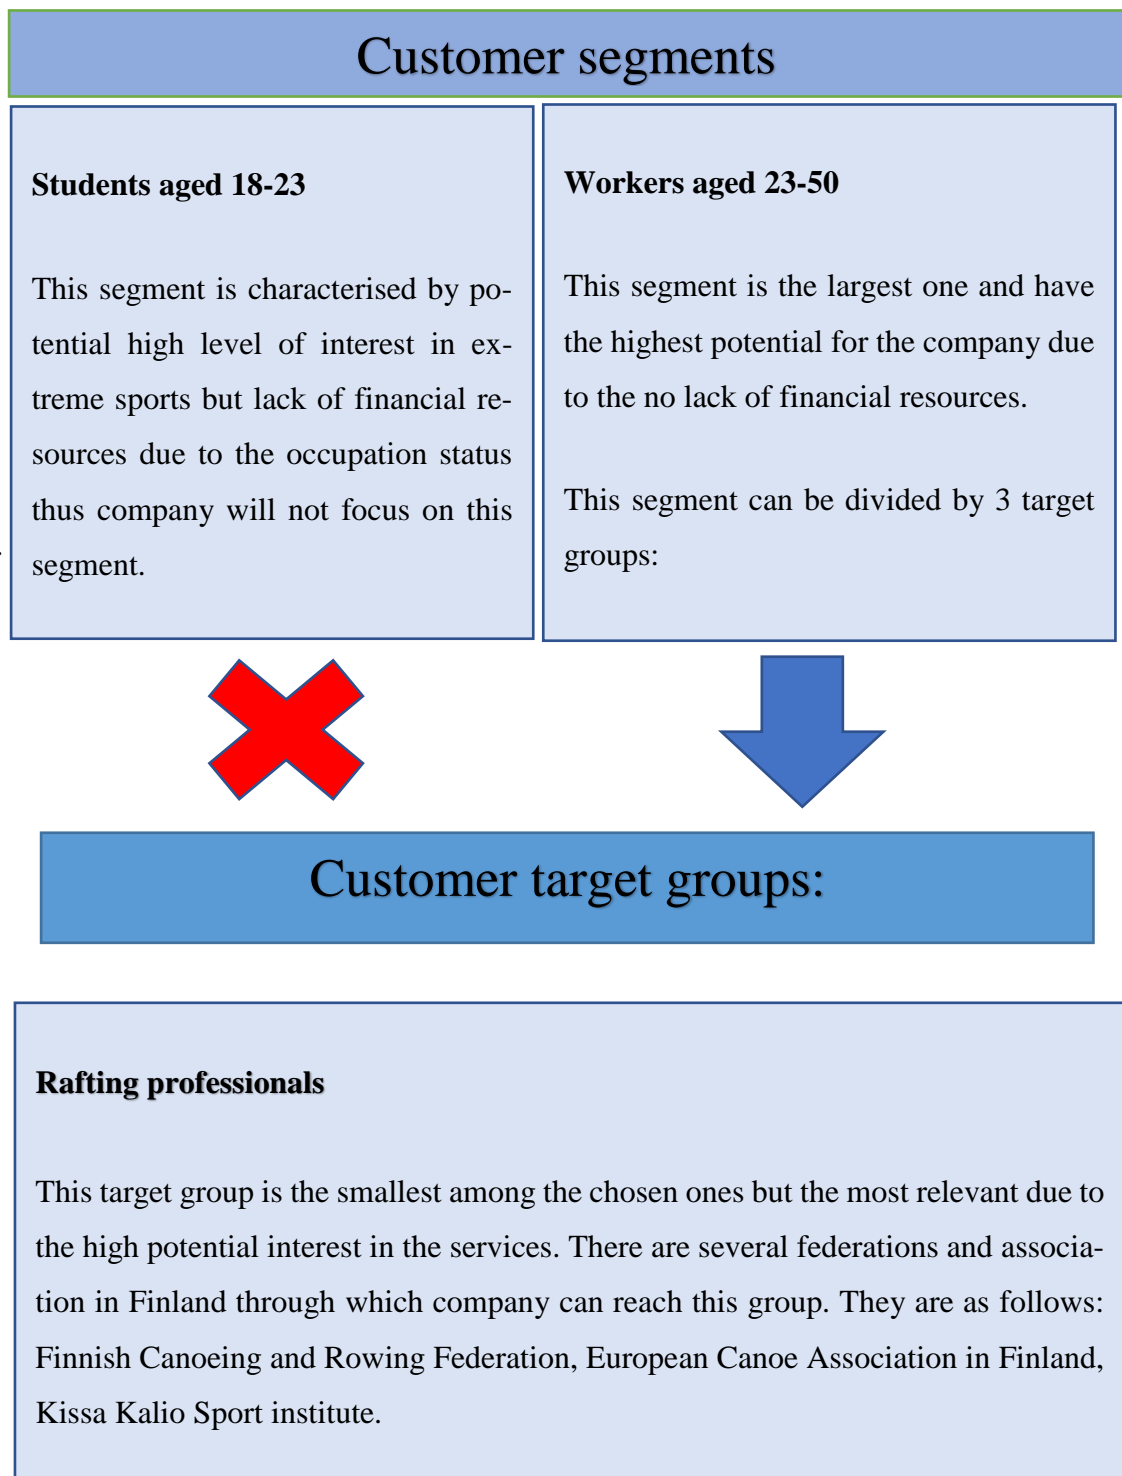 Customer segments
Students aged 18-23
This segment is characterised by po-
tential high level of interest in ex-
treme sports but lack of financial re-
sources due to the occupation status
thus company will not focus on this
segment.
Workers aged 23-50
This segment is the largest one and have
the highest potential for the company due
to the no lack of financial resources.
This segment can be divided by 3 target
groups:
Customer target groups:
Rafting professionals
This target group is the smallest among the chosen ones but the most relevant due to
the high potential interest in the services. There are several federations and associa-
tion in Finland through which company can reach this group. They are as follows:
Finnish Canoeing and Rowing Federation, European Canoe Association in Finland,
Kissa Kalio Sport institute.